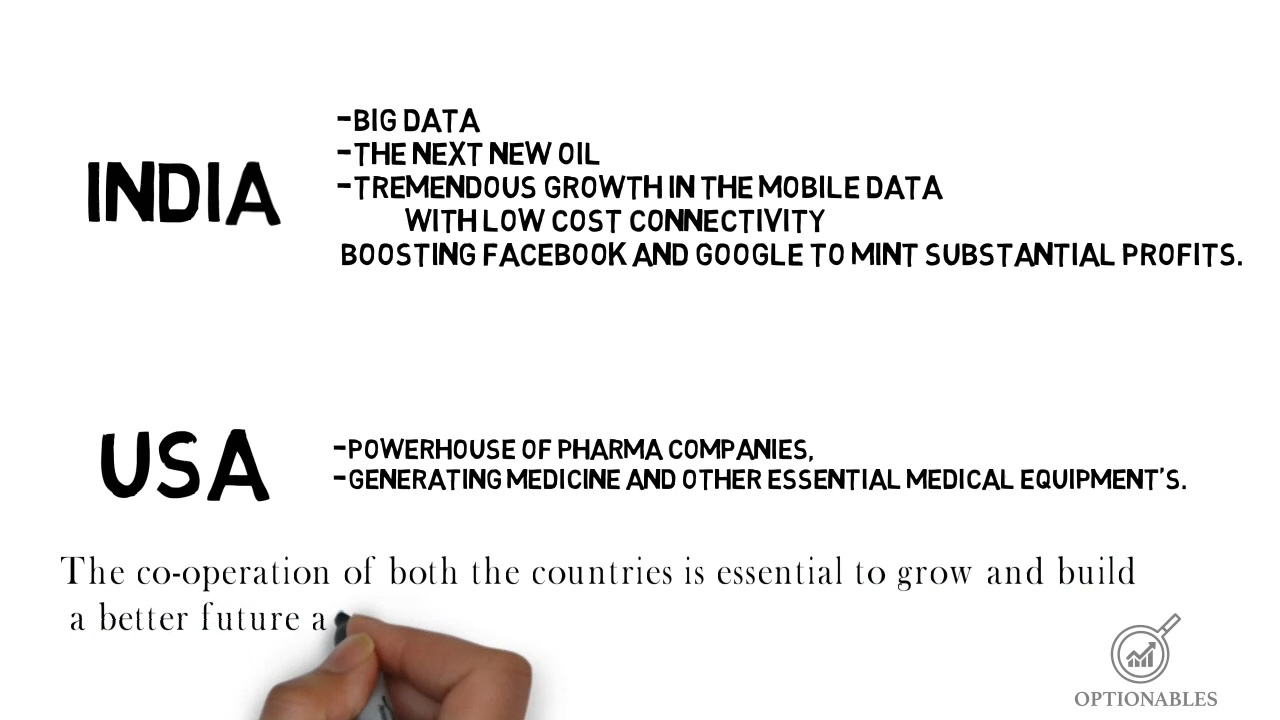 INDIA
-BIG DATA
-THE NEXT NEW OIL
-TREMENDOUS GROWTH IN THE MOBILE DATA
WITH LOW COST CONNECTIVITY
BOOSTING FACEBOOK AND GOOGLE TO MINT SUBSTANTIAL PROFITS.
USA
-POWERHOUSE OF PHARMA COMPANIES,
-GENERATING MEDICINE AND OTHER ESSENTIAL MEDICAL EQUIPMENT'S.
The co-operation of both the countries is essential to grow and build
a better future a
OPTIONABLES